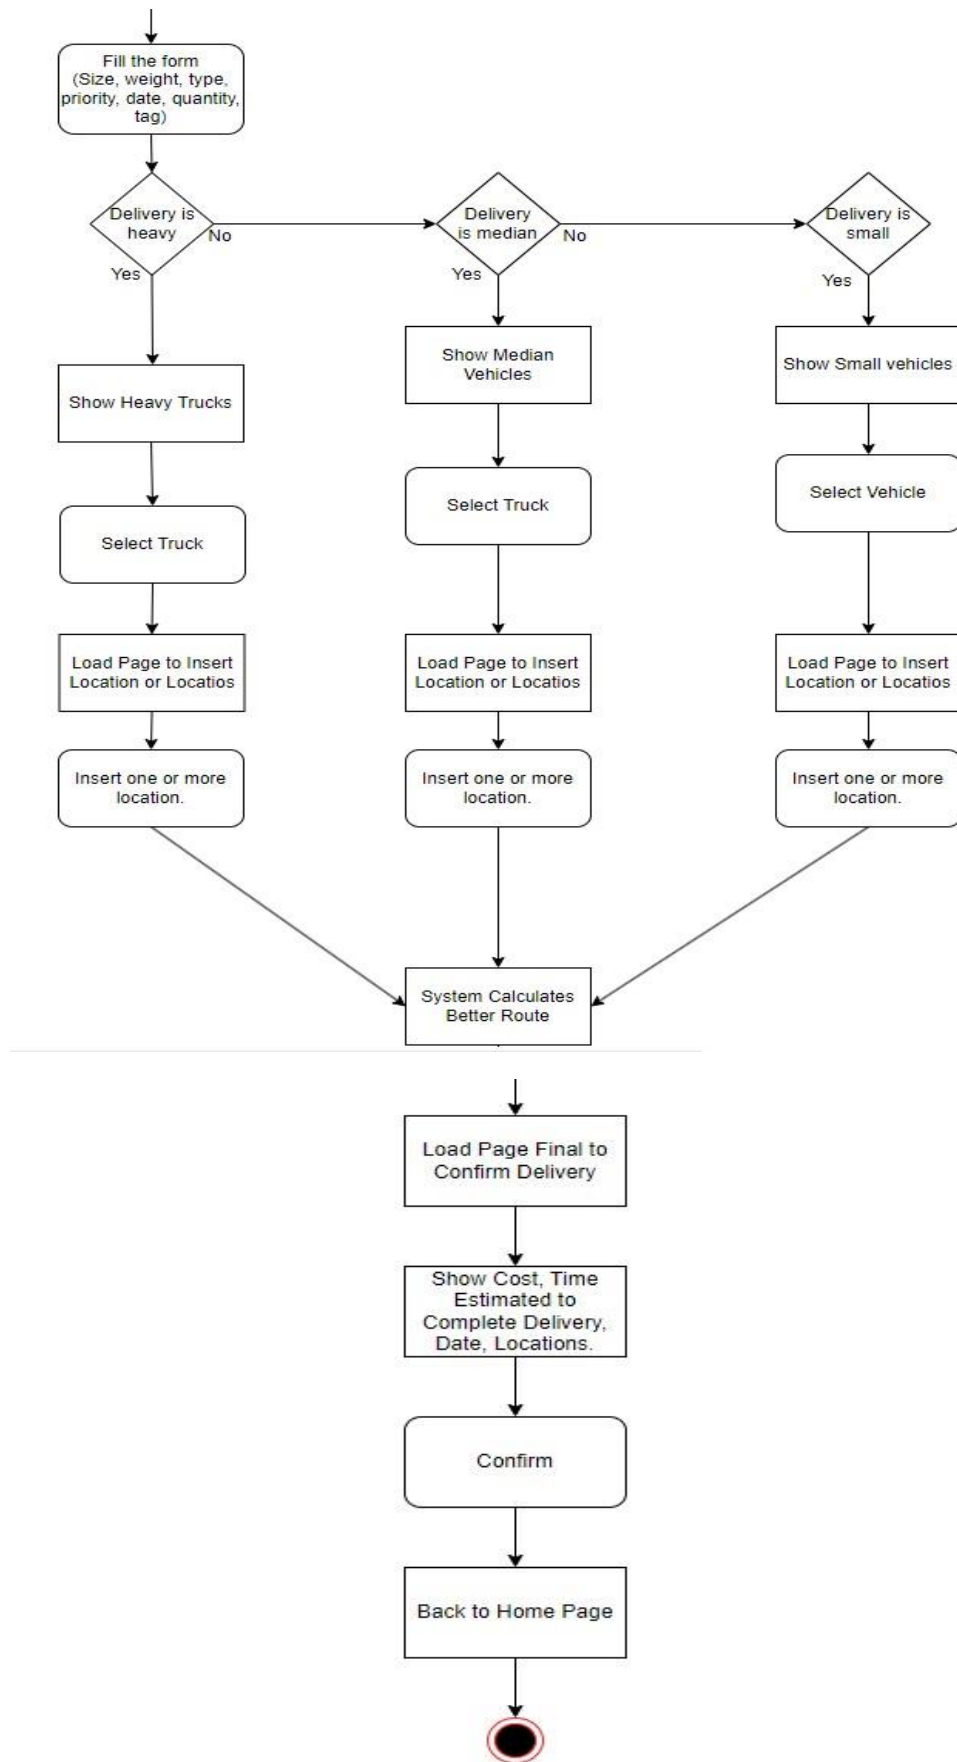 Fill the form
(Size, weight, type,
priority, date, quantity,
tag)
Delivery is
heavy
No
Yes
Delivery
is median
No
Yes
Delivery is
small
Yes
Show Heavy Trucks
Show Median
Vehicles
Show Small vehicles
Select Truck
Select Truck
Select Vehicle
Load Page to Insert
Location or Locatios
Load Page to Insert
Location or Locatios
Load Page to Insert
Location or Locatios
Insert one or more
location.
Insert one or more
location.
Insert one or more
location.
System Calculates
Better Route
Load Page Final to
Confirm Delivery
Show Cost, Time
Estimated to
Complete Delivery,
Date, Locations.
Confirm
Back to Home Page